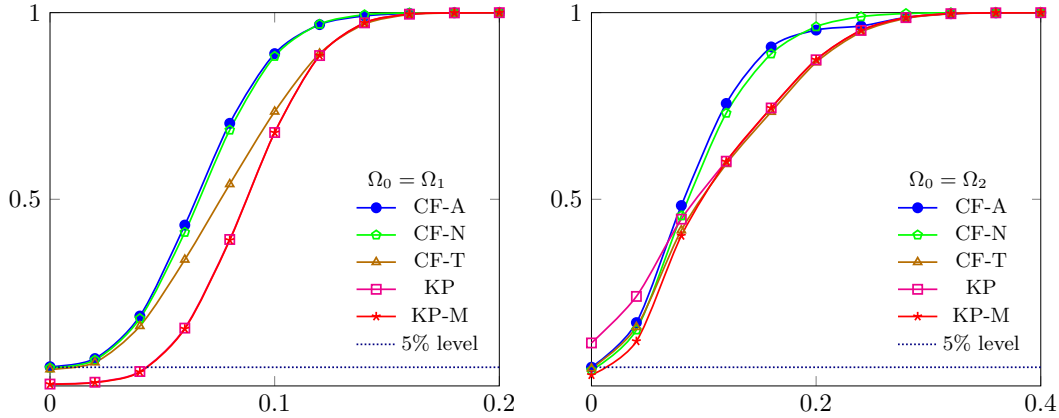 1
0.5
Ω₀ = Ω₁
CF-A
CF-N
CF-T
KP
KP-M
5% level
0
0.1
0.2
1
0.5
Ω₀ = Ω₂
CF-A
CF-N
CF-T
KP
KP-M
5% level
0
0.2
0.4